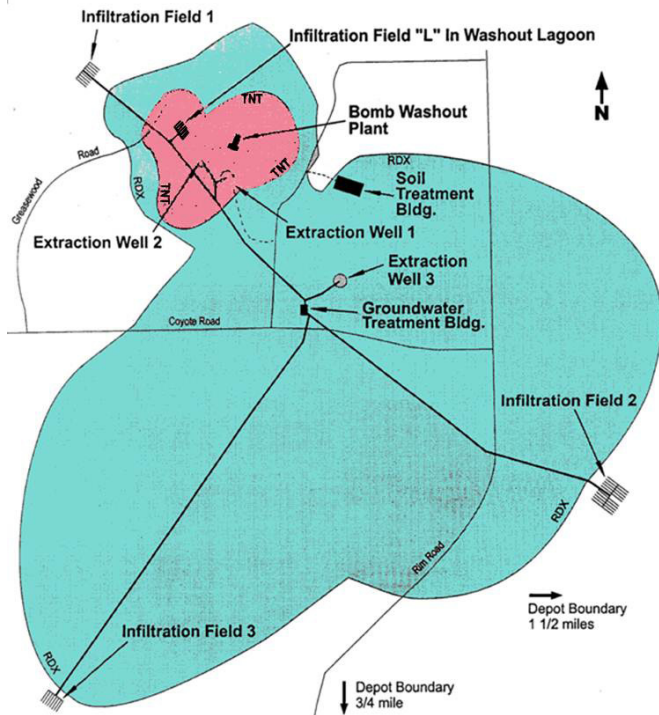 Infiltration Field 1
Infiltration Field "L" In Washout Lagoon
N
TNT
TNT
Bomb Washout
Plant
Greasewood
Road
RDX
TNT
TNT
RDX
Soil
Treatment
Bldg.
Extraction Well 2
Extraction Well 1
Extraction
Well 3
Groundwater
Treatment Bldg.
Coyote Road
Infiltration Field 2
RDX
Rim Road
Depot Boundary
1 1/2 miles
Infiltration Field 3
RDX
Depot Boundary
3/4 mile